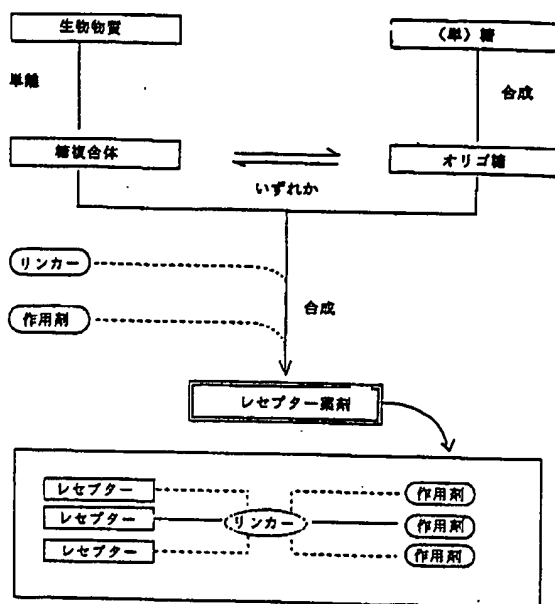 生物物質
(単)糖
単離
合成
糖複合体
オリゴ糖
いずれか
リンカー
作用剤
合成
レセプター薬剤
レセプター
作用剤
レセプター
リンカー
作用剤
レセプター
作用剤